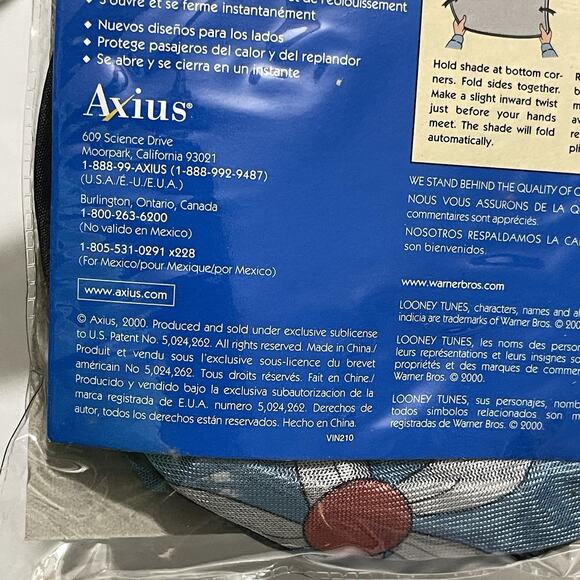 S'ouvre et se ferme instantanément
l'éblouissement
Nuevos diseños para los lados
Protege pasajeros del calor y del replandor
Se abre y se cierra en un instante
Axius®
609 Science Drive
Moorpark, California 93021
1-888-99-AXIUS (1-888-992-9487)
(U.S.A/É.-U./E.U.A.)
Burlington, Ontario, Canada
1-800-263-6200
(No valido en Mexico)
1-805-531-0291 x228
(For Mexico/pour Mexique/por Mexico)
www.axius.com
© Axius, 2000. Produced and sold under exclusive sublicense
to U.S. Patent No. 5,024,262. All rights reserved. Made in China./
Produit et vendu sous l'exclusive sous-licence du brevet
américain No 5,024,262. Tous droits réservés. Fait en Chine./
Producido y vendido bajo la exclusiva subautorizacion de la
marca registrada de E.U.A. numero 5,024,262. Derechos de
autor, todos los derechos están reservados. Hecho en China.
VIN210
Hold shade at bottom cor-
ners. Fold sides together.
Make a slight inward twist
just before your hands
meet. The shade will fold
automatically.
WE STAND BEHIND THE QUALITY OF
NOUS VOUS ASSURONS DE LA
commentaires sont appréciés.
NOSOTROS RESPALDAMOS LA
son bienvenidos.
www.warnerbros.com
LOONEY TUNES, characters, names and
indicia are trademarks of Warner Bros. ©
LOONEY TUNES, les noms des
leurs représentations et leurs insignes
des marques de
Warner Bros. © 2000.
LOONEY TUNES, sus personajes,
todos simbolos relacionados son
registradas de Warner Bros. © 2000.